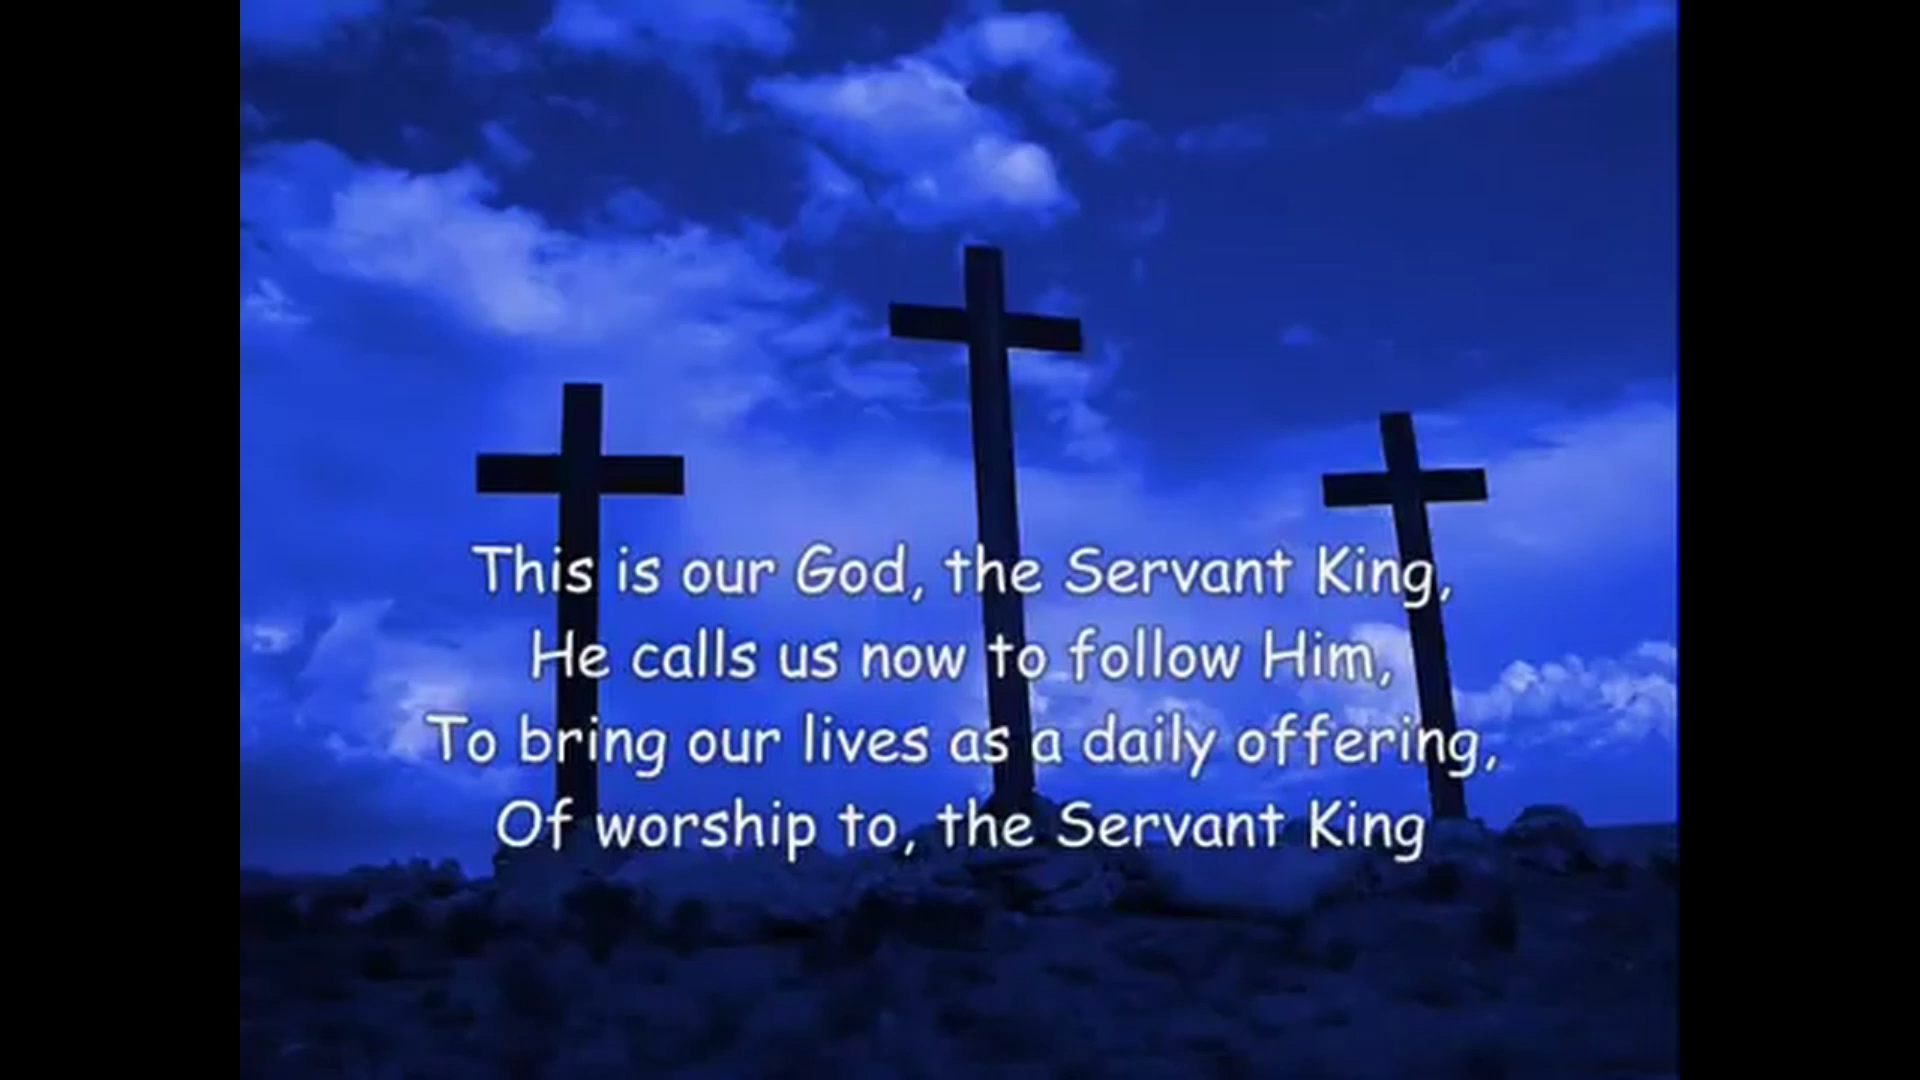 This is our God, the Servant King,
He calls us now to follow Him,
To bring our lives as a daily offering,
Of worship to, the Servant King